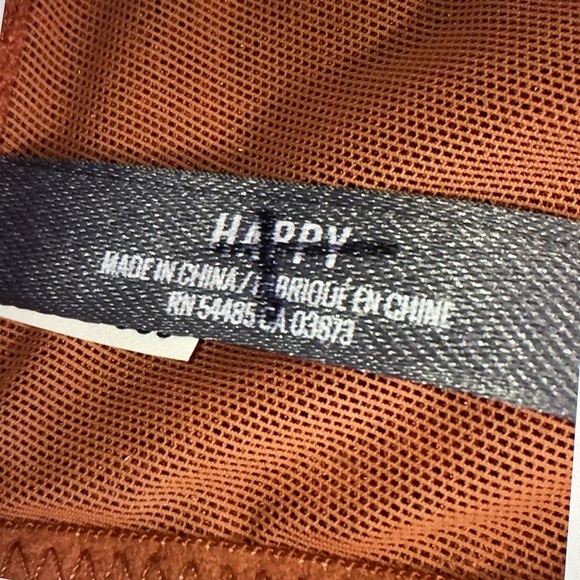 HAPPY
MADE IN CHINA / FABRIQUÉ EN CHINE
RN 54485 CA 03873